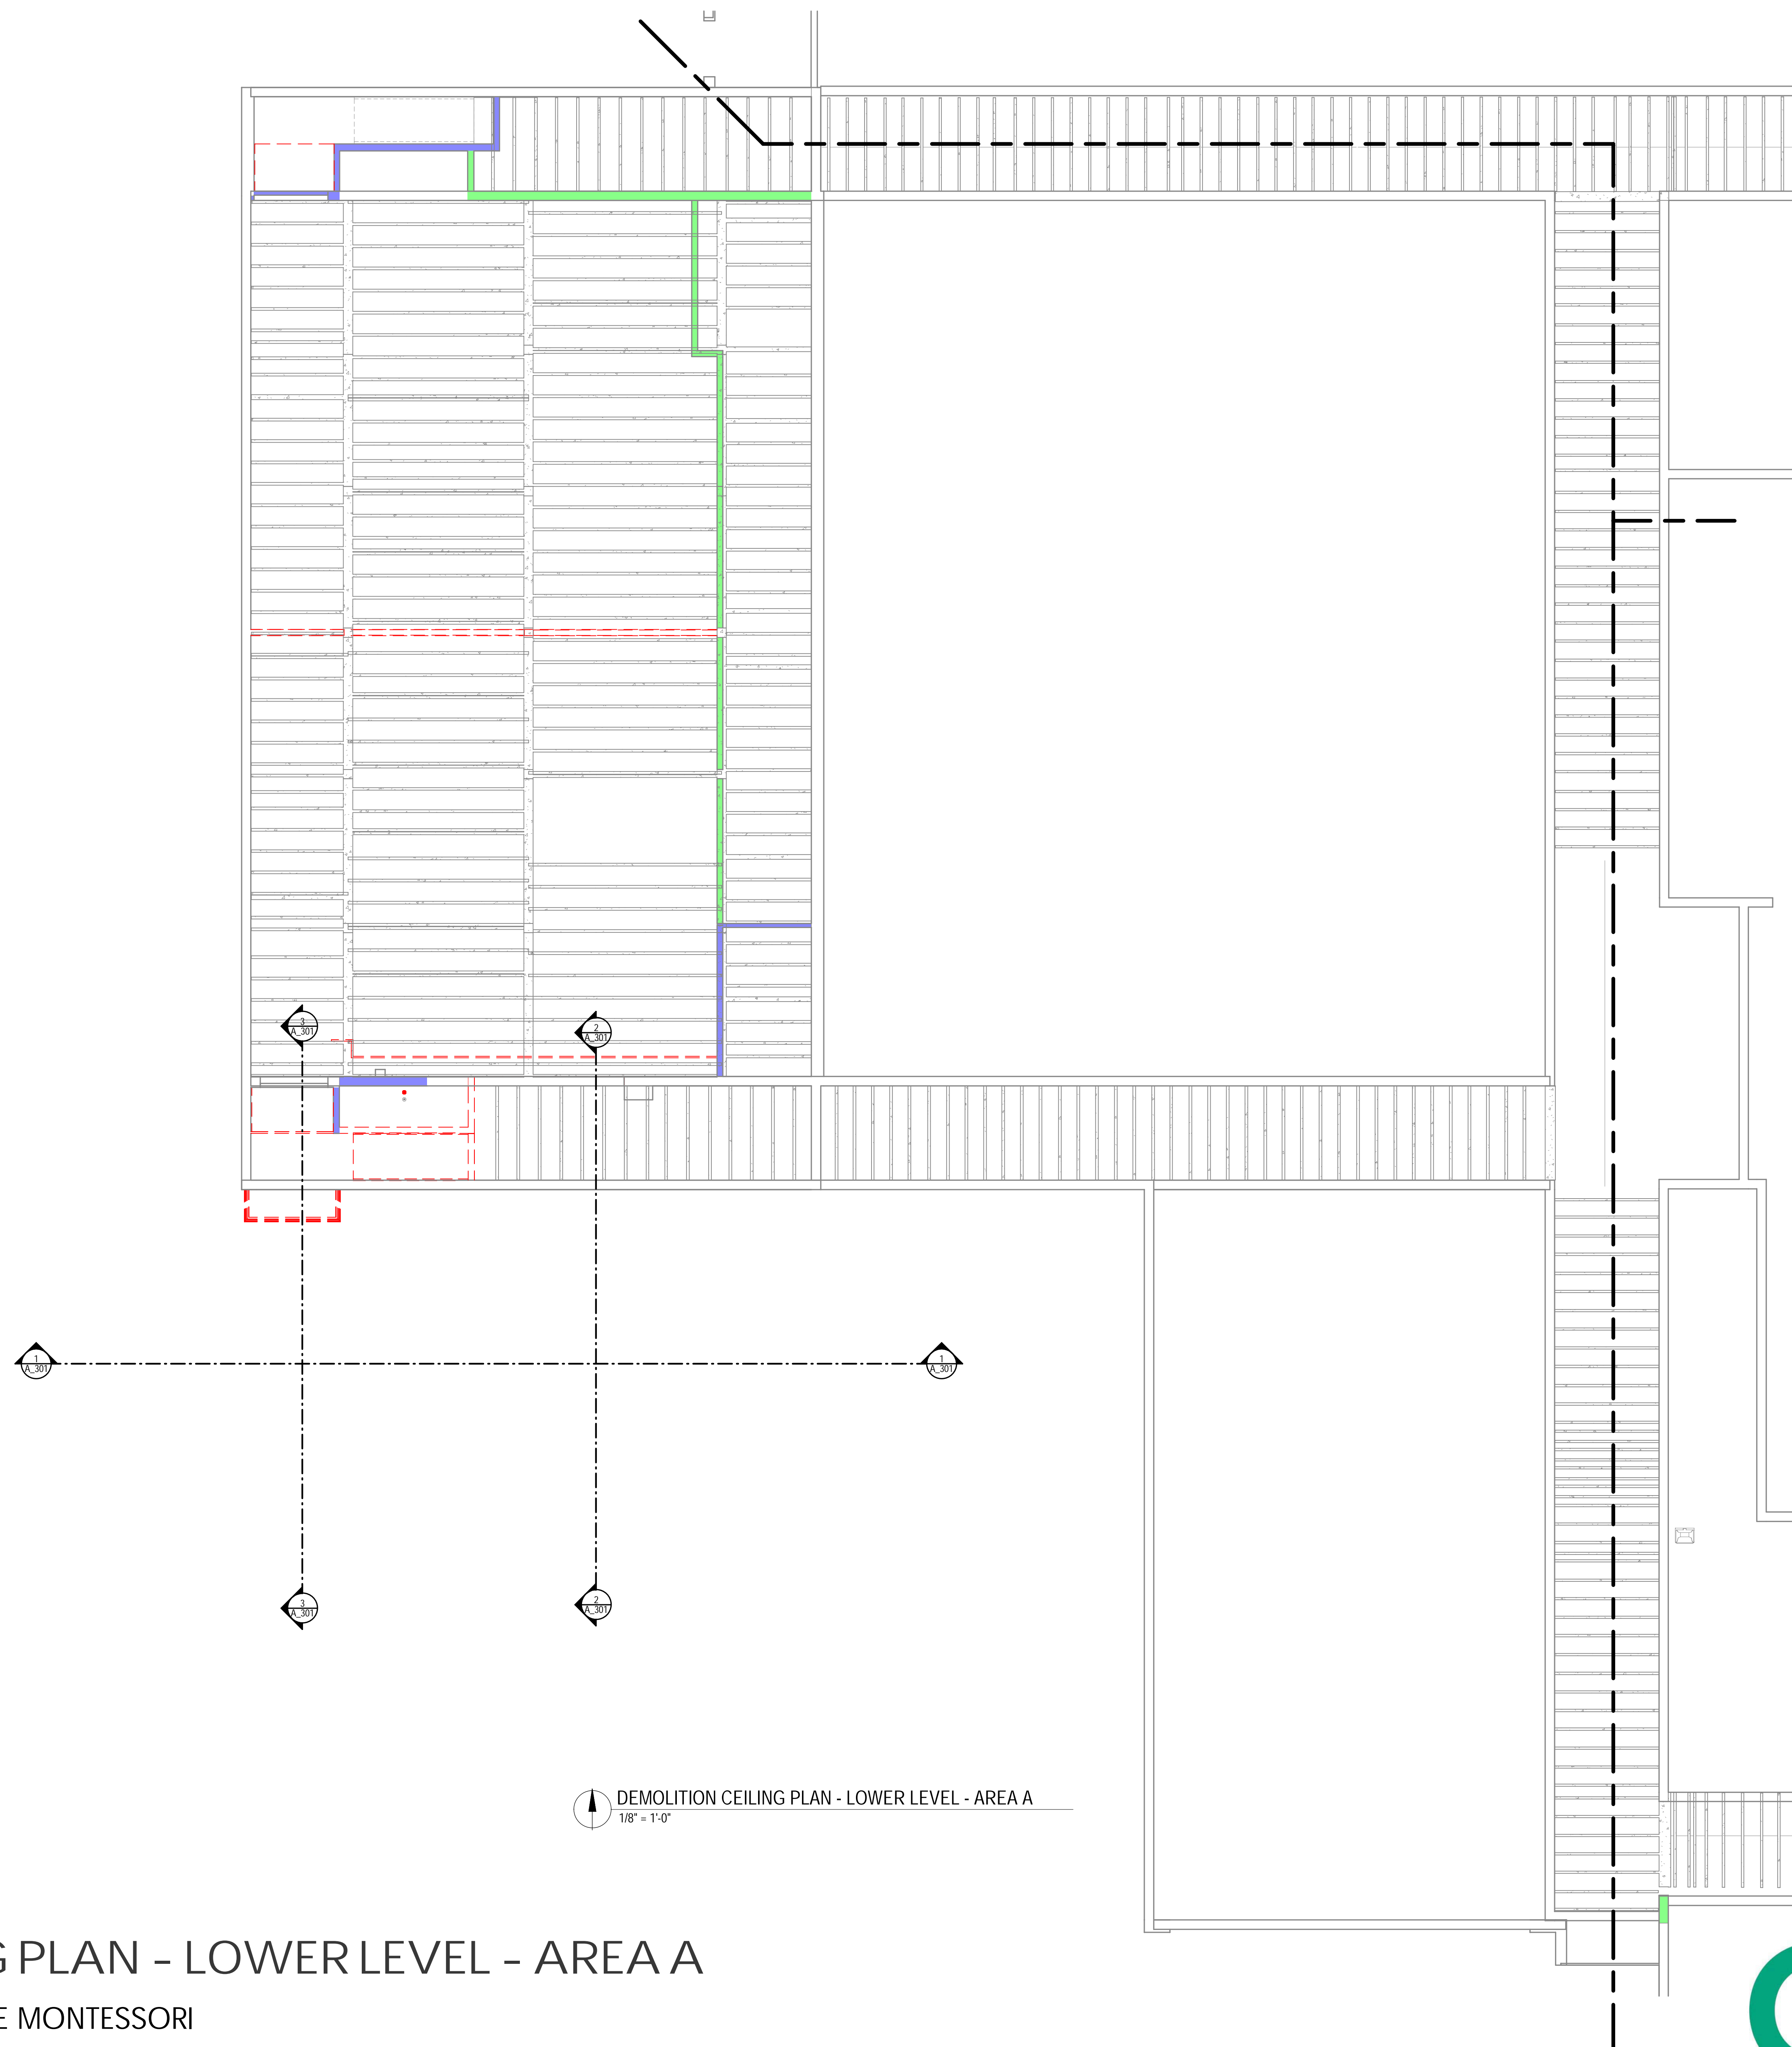 3
A_301
2
A_301
1
A_301
1
A_301
3
A_301
2
A_301
DEMOLITION CEILING PLAN - LOWER LEVEL - AREA A
1/8" = 1'-0"
G PLAN - LOWER LEVEL - AREA A
E MONTESSORI